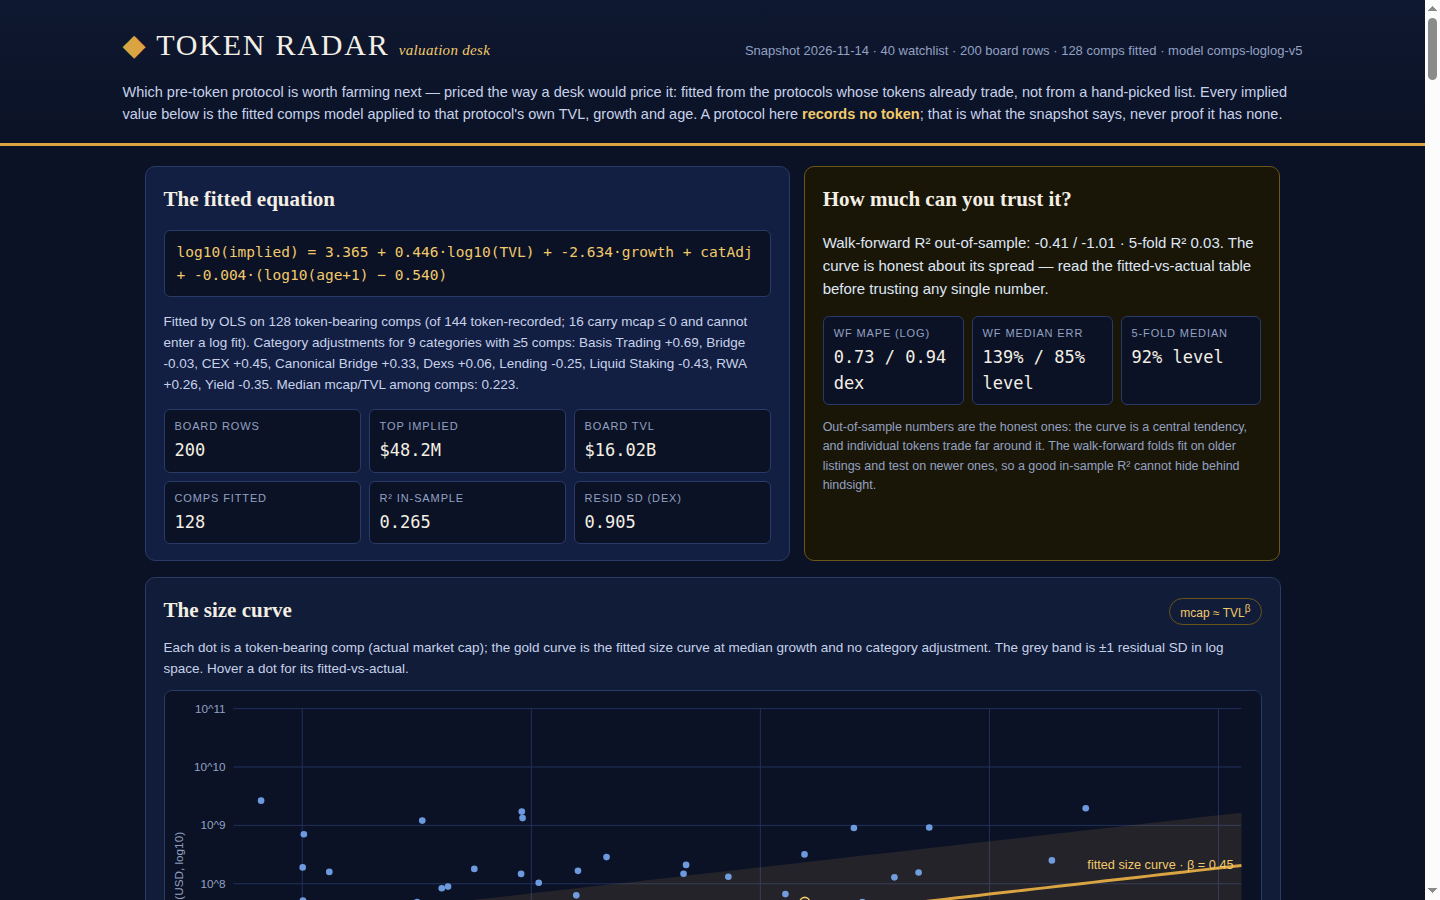 ◆ TOKEN RADAR valuation desk
Snapshot 2026-11-14 · 40 watchlist · 200 board rows · 128 comps fitted · model comps-loglog-v5
Which pre-token protocol is worth farming next — priced the way a desk would price it: fitted from the protocols whose tokens already trade, not from a hand-picked list. Every implied
value below is the fitted comps model applied to that protocol's own TVL, growth and age. A protocol here records no token; that is what the snapshot says, never proof it has none.
The fitted equation
log10(implied) = 3.365 + 0.446·log10(TVL) + -2.634·growth + catAdj
+ -0.004·(log10(age+1) − 0.540)
Fitted by OLS on 128 token-bearing comps (of 144 token-recorded; 16 carry mcap ≤ 0 and cannot
enter a log fit). Category adjustments for 9 categories with ≥5 comps: Basis Trading +0.69, Bridge
-0.03, CEX +0.45, Canonical Bridge +0.33, Dexs +0.06, Lending -0.25, Liquid Staking -0.43, RWA
+0.26, Yield -0.35. Median mcap/TVL among comps: 0.223.
BOARD ROWS
200
TOP IMPLIED
$48.2M
BOARD TVL
$16.02B
COMPS FITTED
128
R² IN-SAMPLE
0.265
RESID SD (DEX)
0.905
How much can you trust it?
Walk-forward R² out-of-sample: -0.41 / -1.01 · 5-fold R² 0.03. The
curve is honest about its spread — read the fitted-vs-actual table
before trusting any single number.
WF MAPE (LOG)
0.73 / 0.94
dex
WF MEDIAN ERR
139% / 85%
level
5-FOLD MEDIAN
92% level
Out-of-sample numbers are the honest ones: the curve is a central tendency,
and individual tokens trade far around it. The walk-forward folds fit on older
listings and test on newer ones, so a good in-sample R² cannot hide behind
hindsight.
The size curve
mcap ≈ TVL^β
Each dot is a token-bearing comp (actual market cap); the gold curve is the fitted size curve at median growth and no category adjustment. The grey band is ±1 residual SD in log
space. Hover a dot for its fitted-vs-actual.
10^11
10^10
10^9
10^8
(USD, log10)
fitted size curve · β = 0.45